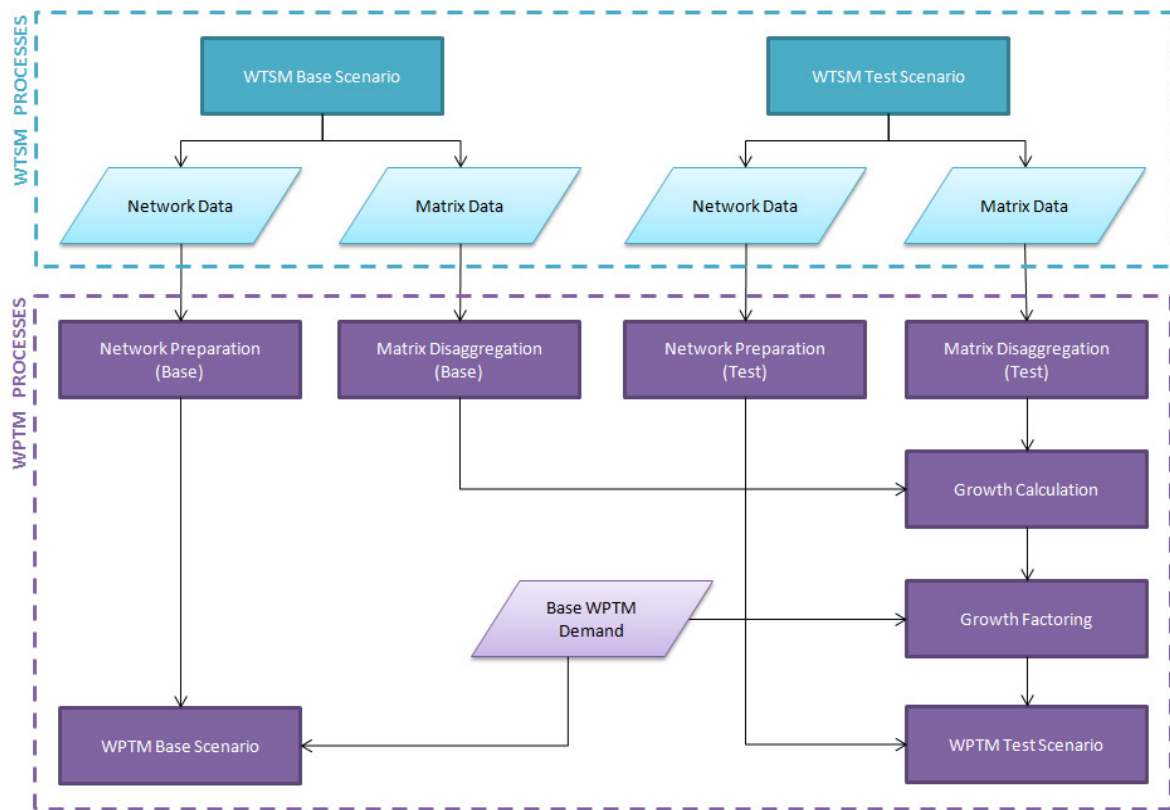 WTSM PROCESSES
WTSM Base Scenario
WTSM Test Scenario
Network Data
Matrix Data
Network Data
Matrix Data
WPTM PROCESSES
Network Preparation
(Base)
Matrix Disaggregation
(Base)
Network Preparation
(Test)
Matrix Disaggregation
(Test)
Growth Calculation
Base WPTM
Demand
Growth Factoring
WPTM Base Scenario
WPTM Test Scenario